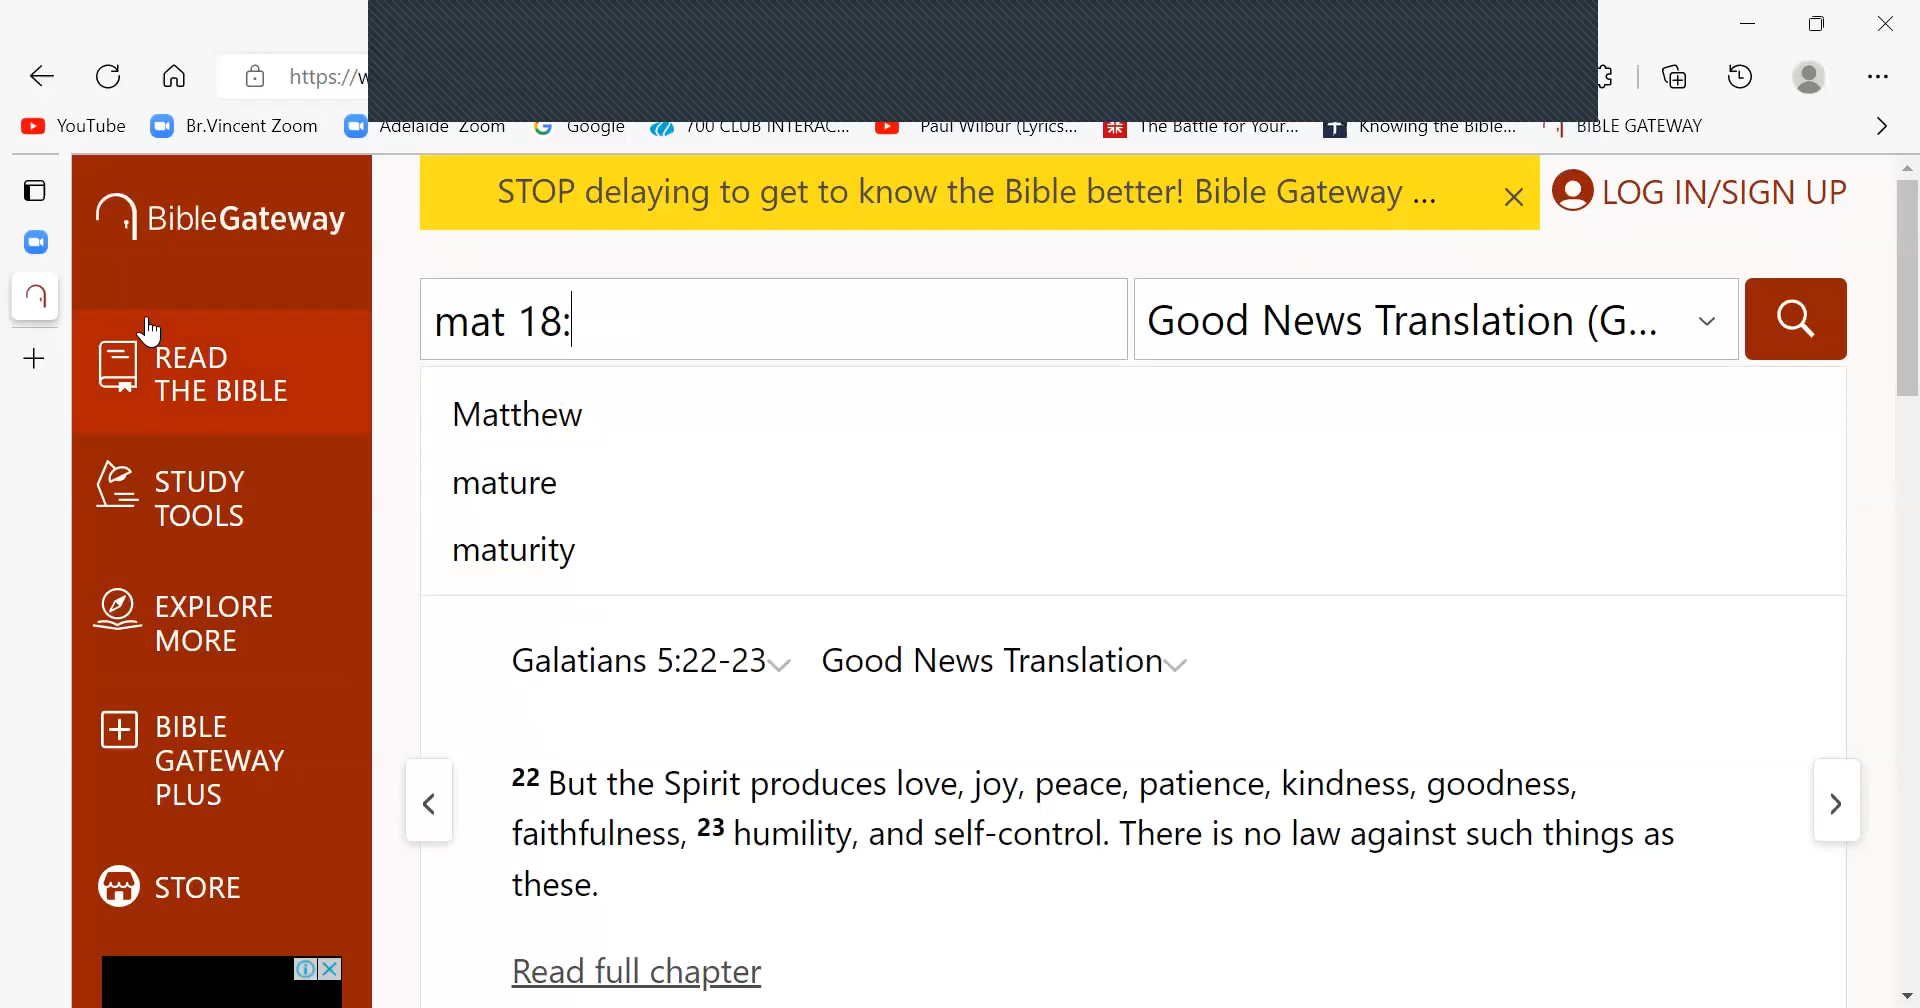 https://w
YouTube Br.Vincent Zoom Adelaide Zoom Google 700 CLUB INTERAC... Paul Wilbur (Lyrics... The Battle for Your... Knowing the Bible... BIBLE GATEWAY
BibleGateway
STOP delaying to get to know the Bible better! Bible Gateway ...
LOG IN/SIGN UP
mat 18:
Good News Translation (G...
READ
THE BIBLE
Matthew
mature
maturity
STUDY
TOOLS
EXPLORE
MORE
BIBLE
GATEWAY
PLUS
STORE
Galatians 5:22-23 Good News Translation
22 But the Spirit produces love, joy, peace, patience, kindness, goodness,
faithfulness, 23 humility, and self-control. There is no law against such things as
these.
Read full chapter